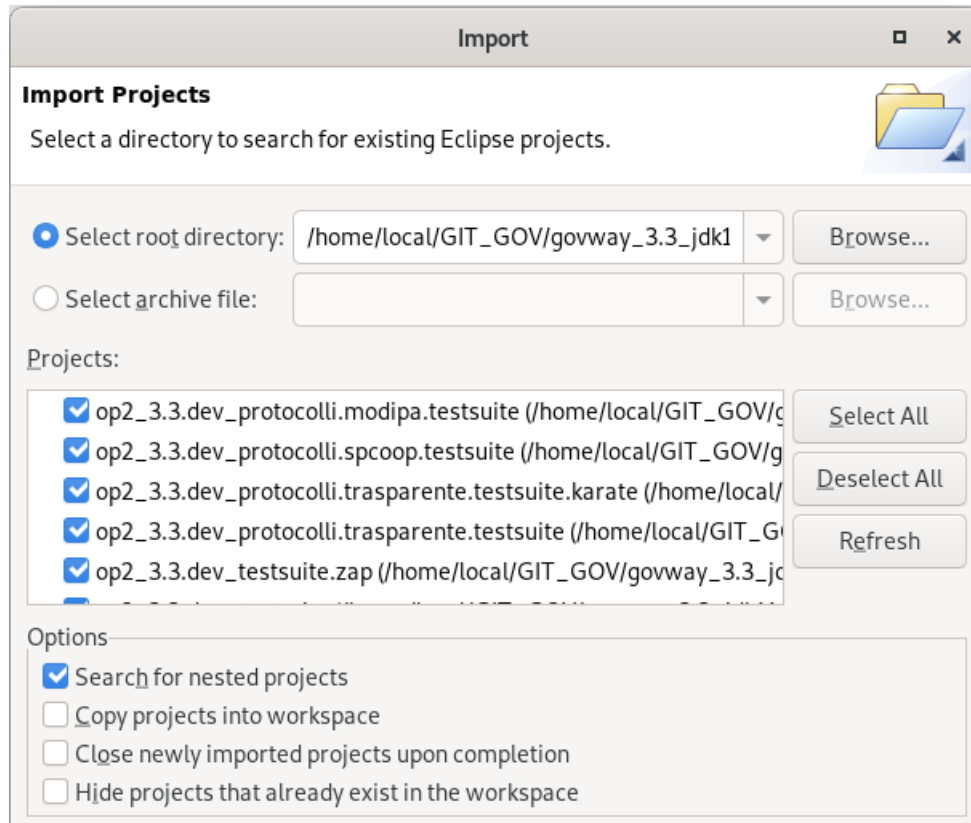 Import
Import Projects
Select a directory to search for existing Eclipse projects.
Select root directory: /home/local/GIT_GOV/govway_3.3_jdk1 Browse...
Select archive file: Browse...
Projects:
op2_3.3.dev_protocolli.modipa.testsuite (/home/local/GIT_GOV/g
op2_3.3.dev_protocolli.spcoop.testsuite (/home/local/GIT_GOV/g
op2_3.3.dev_protocolli.trasparente.testsuite.karate (/home/local/
op2_3.3.dev_protocolli.trasparente.testsuite (/home/local/GIT_G
op2_3.3.dev_testsuite.zap (/home/local/GIT_GOV/govway_3.3_jd
Select All
Deselect All
Refresh
Options
Search for nested projects
Copy projects into workspace
Close newly imported projects upon completion
Hide projects that already exist in the workspace